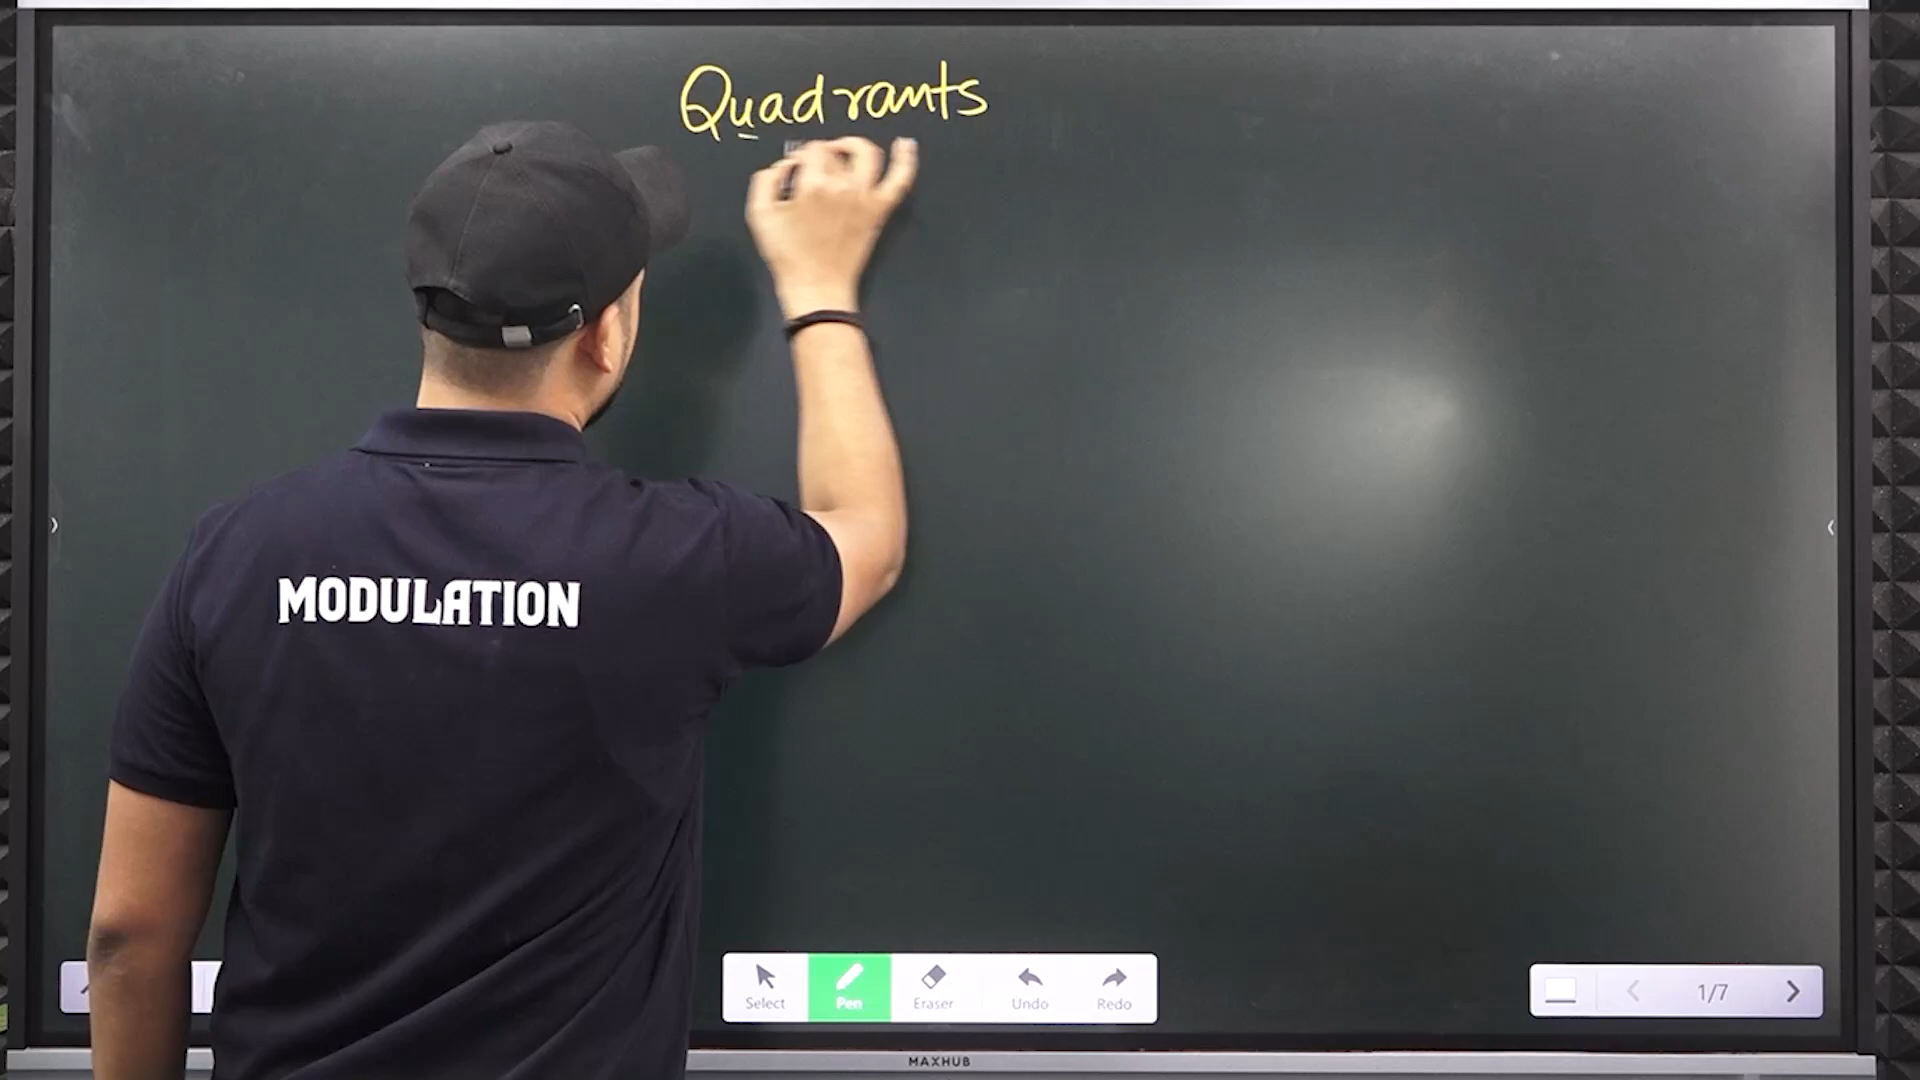 Quadrants
MODULATION
Select
Pen
Eraser
Undo
Redo
1/7
MAXHUB